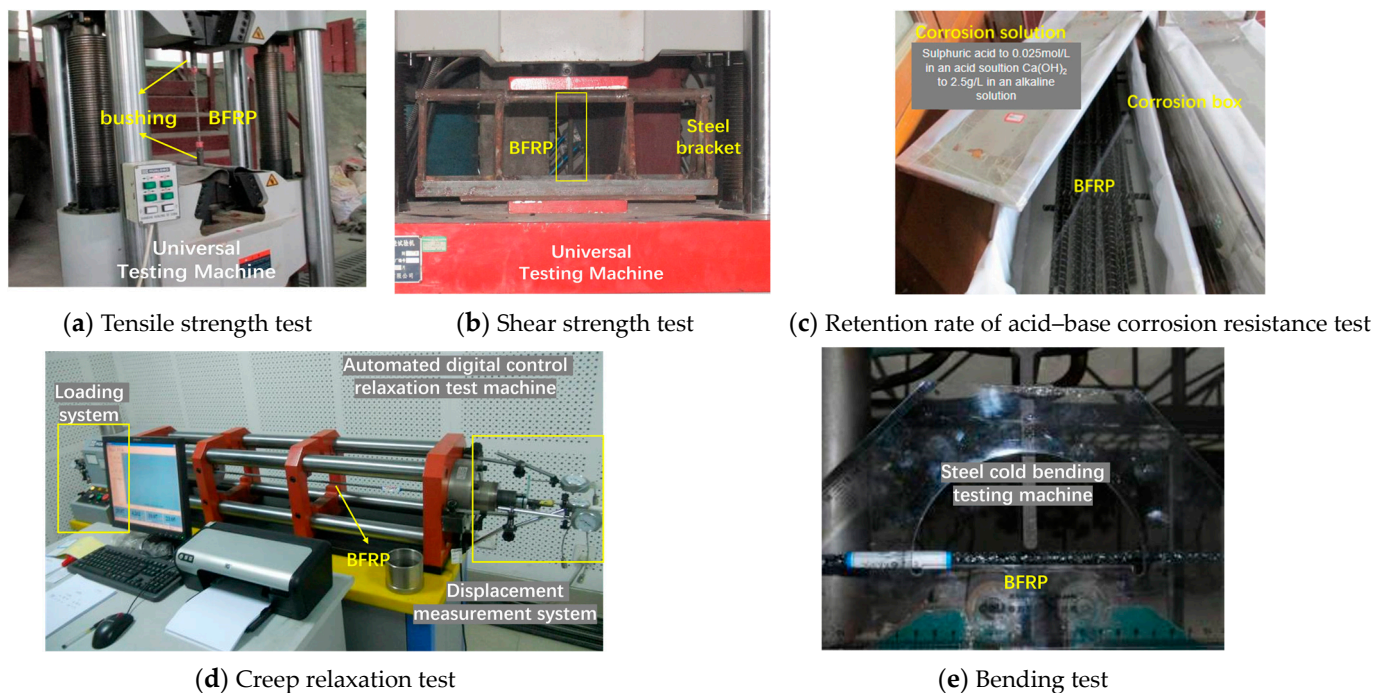 bushing
BFRP
Universal
Testing Machine
(a) Tensile strength test
BFRP
Steel
bracket
Universal
Testing Machine
(b) Shear strength test
Corrosion solution
Sulphuric acid to 0.025mol/L
in an acid soultion Ca(OH)₂
to 2.5g/L in an alkaline
solution
Corrosion box
BFRP
(c) Retention rate of acid–base corrosion resistance test
Automated digital control
relaxation test machine
Loading
system
BFRP
Displacement
measurement system
(d) Creep relaxation test
Steel cold bending
testing machine
BFRP
(e) Bending test